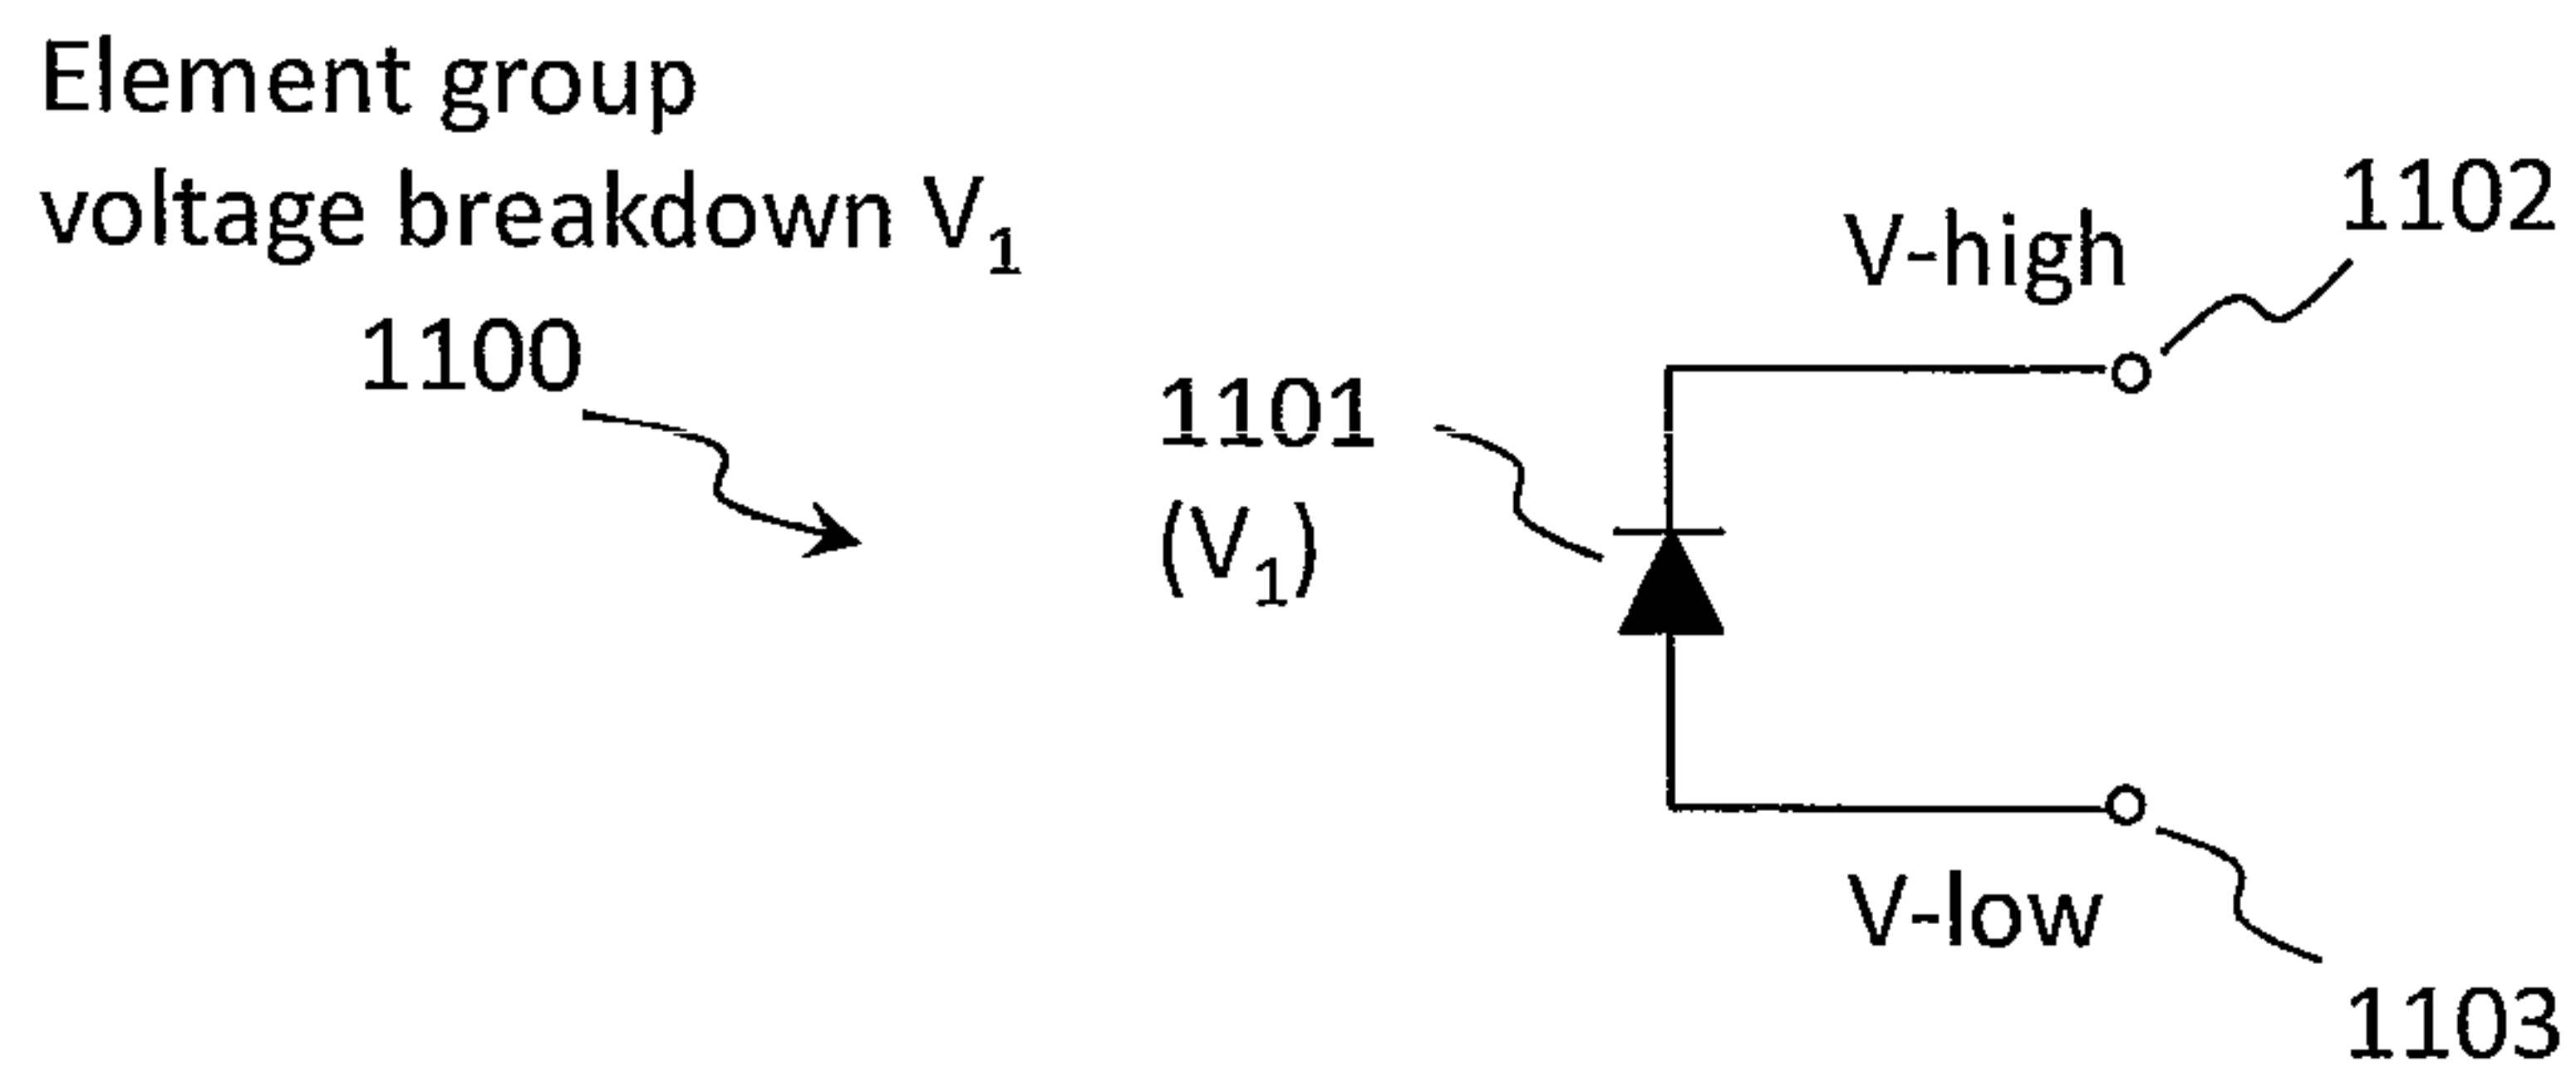 Element group
voltage breakdown V₁
1100
1101
(V₁)
V-high
1102
V-low
1103